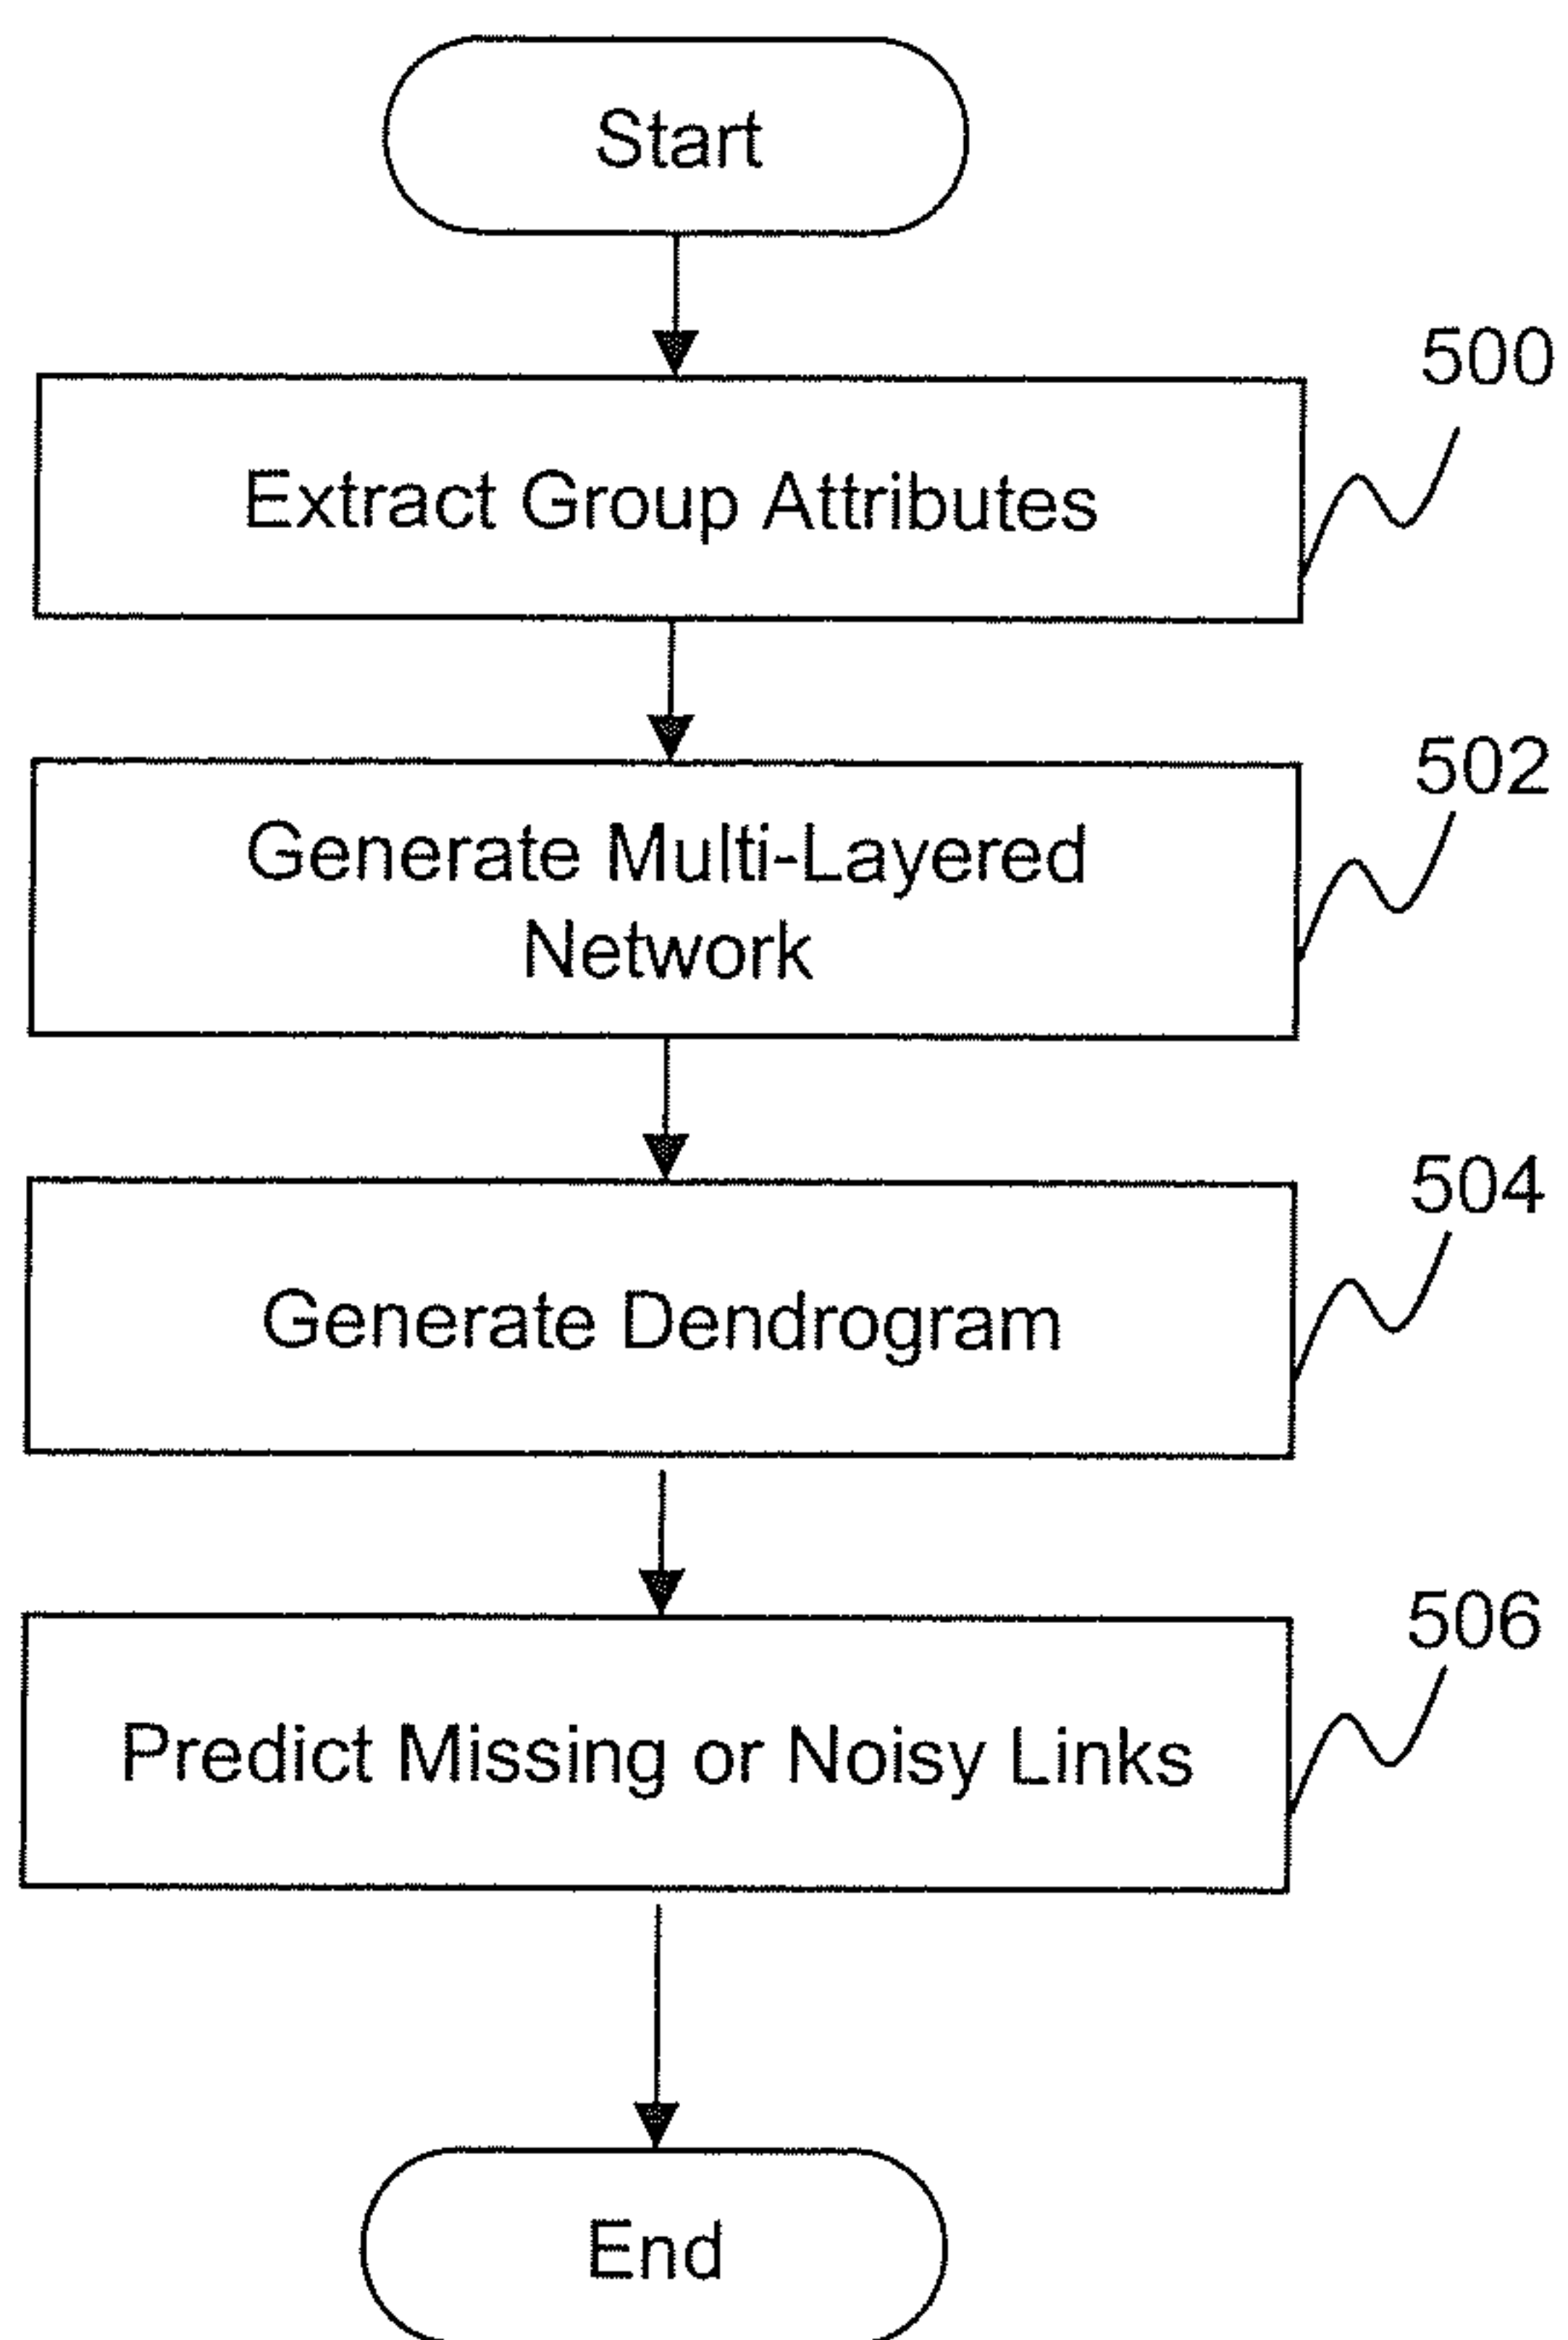 Start
500
Extract Group Attributes
502
Generate Multi-Layered
Network
504
Generate Dendrogram
506
Predict Missing or Noisy Links
End